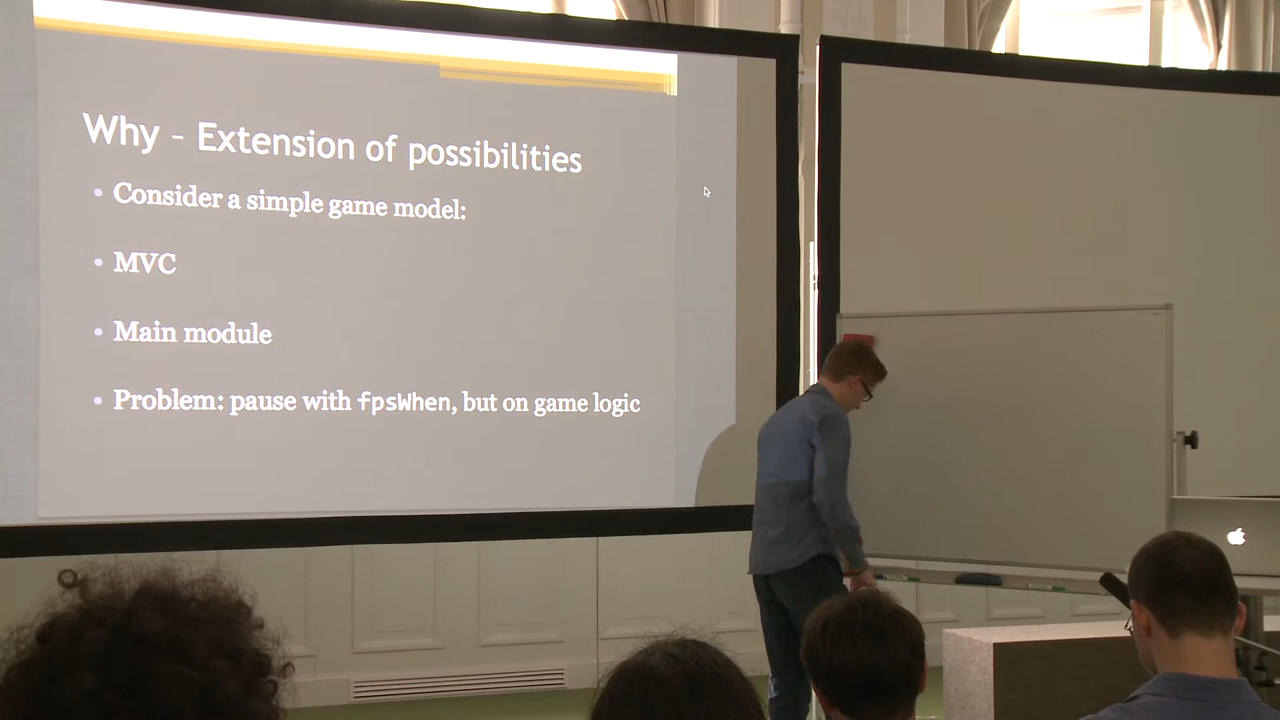 Why – Extension of possibilities
• Consider a simple game model:
• MVC
• Main module
• Problem: pause with fpsWhen, but on game logic